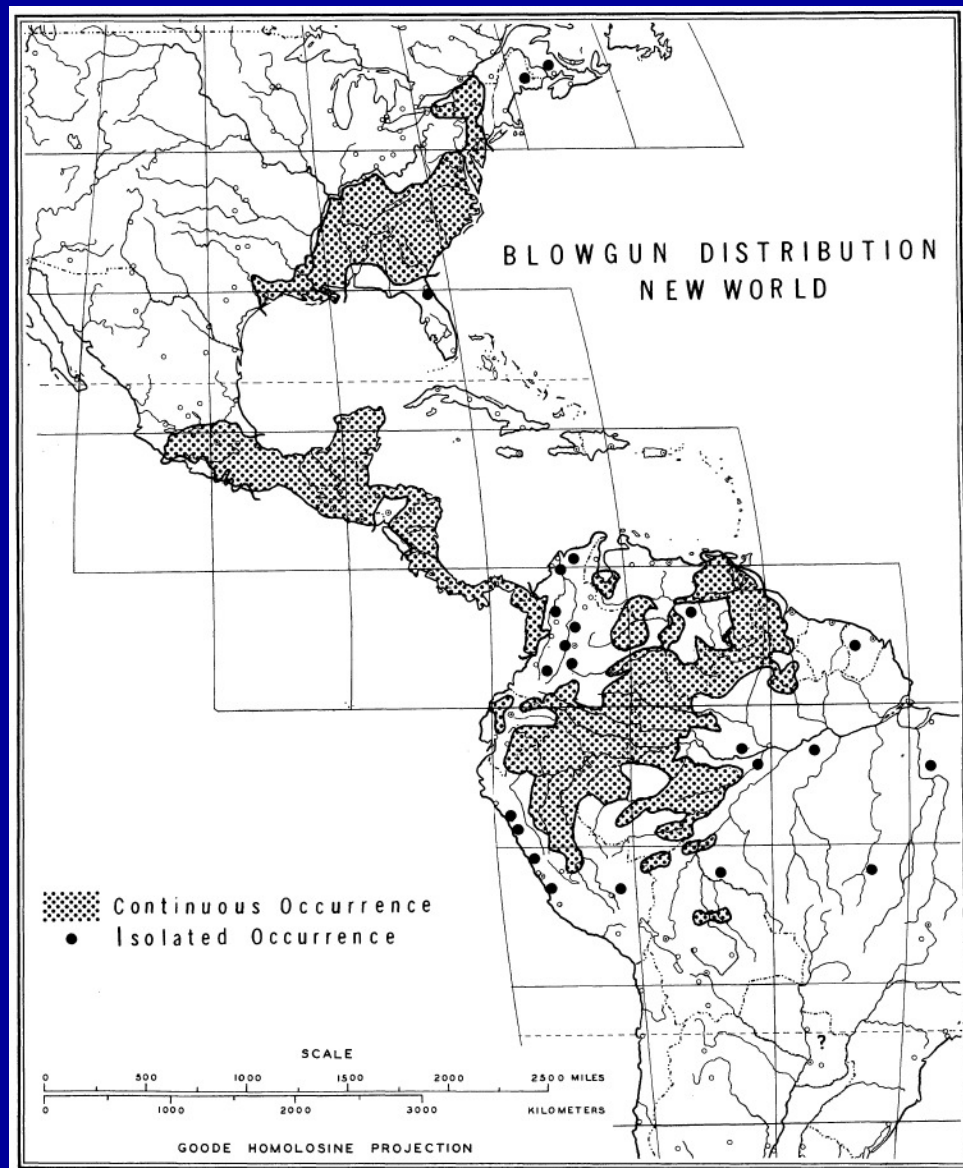 BLOWGUN DISTRIBUTION
NEW WORLD
Continuous Occurrence
Isolated Occurrence
?
SCALE
0 500 1000 1500 2000 2500 MILES
0 1000 2000 3000 KILOMETERS
GOODE HOMOLOSINE PROJECTION